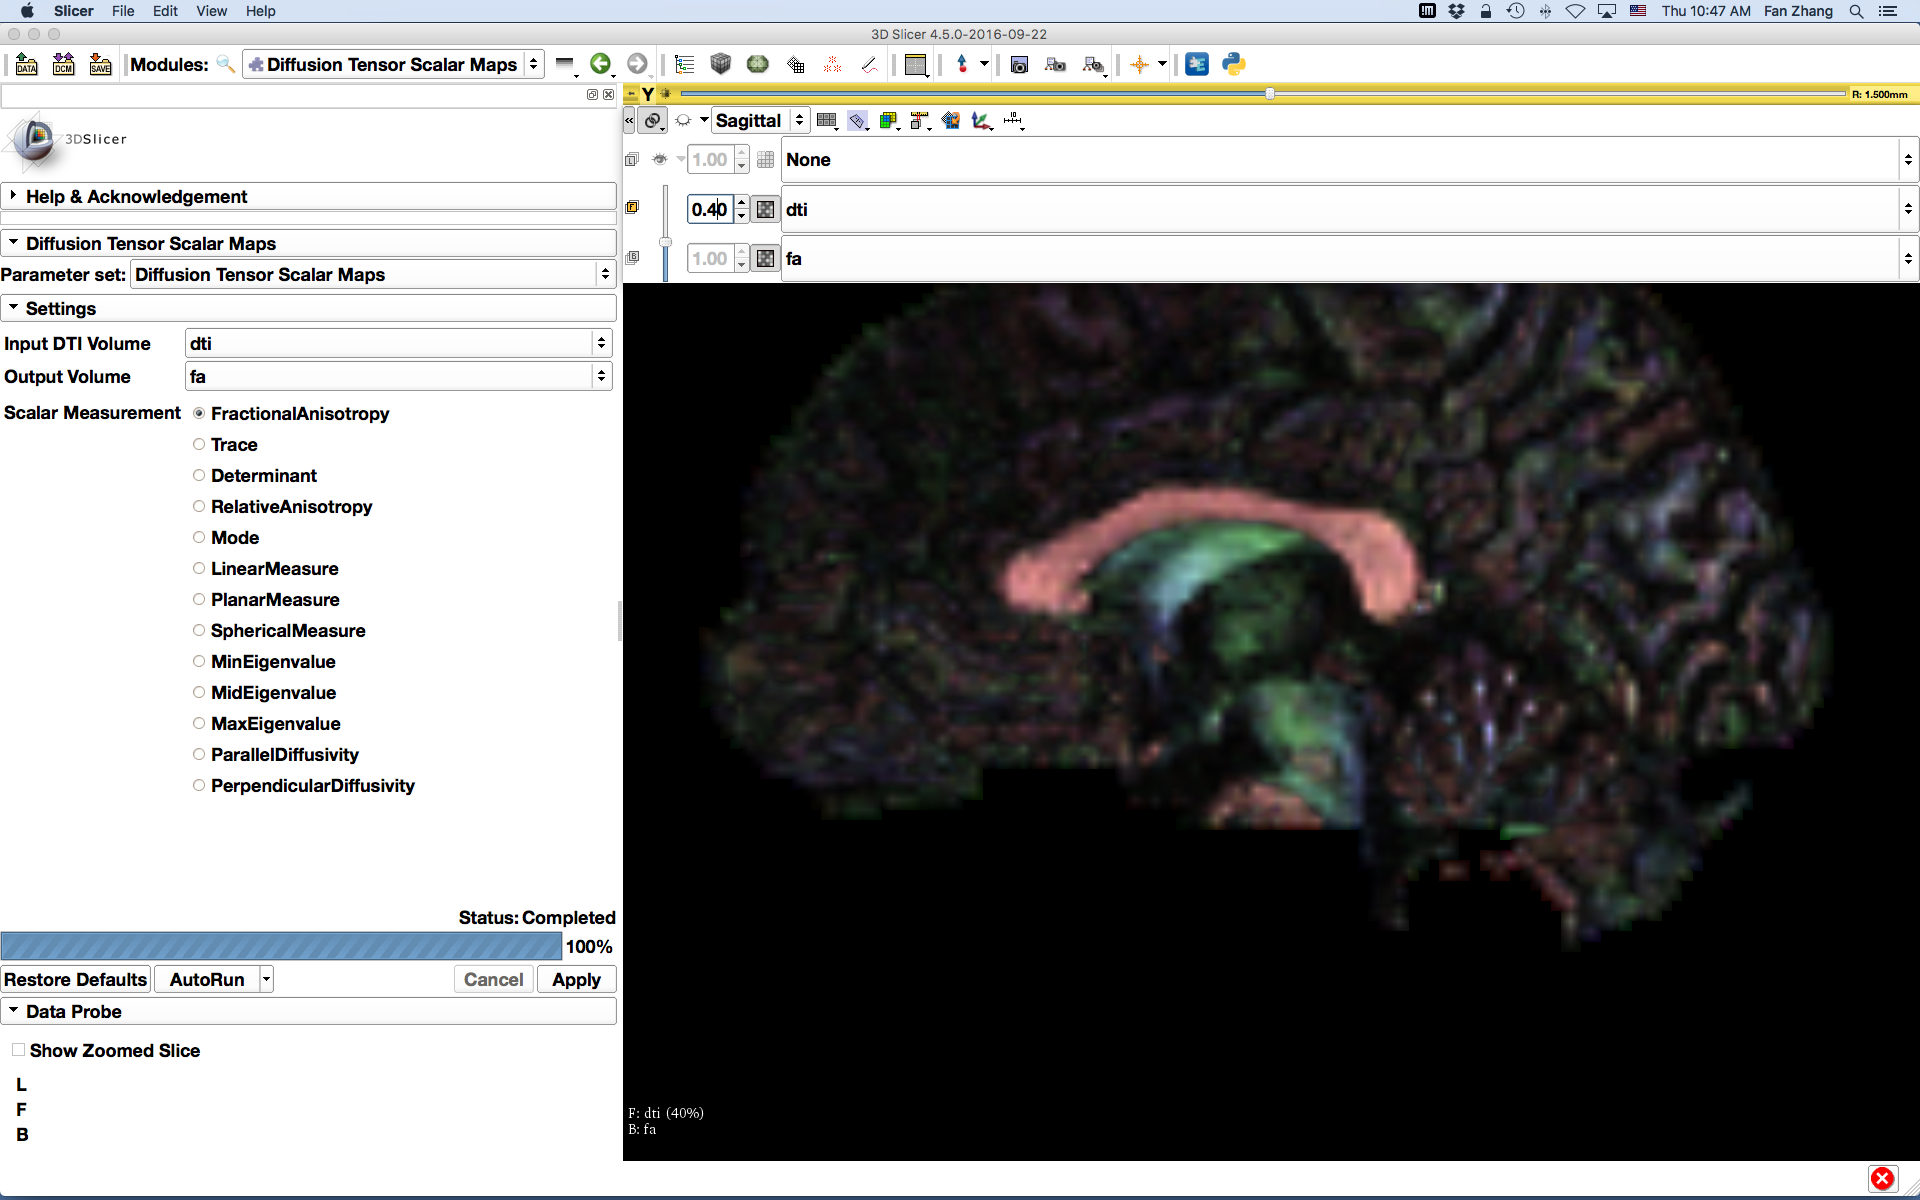 Slicer File Edit View Help Thu 10:47 AM Fan Zhang
3D Slicer 4.5.0-2016-09-22
DATA DCM SAVE Modules: Diffusion Tensor Scalar Maps
Y R: 1.500mm
3DSlicer
Sagittal
1.00 None
Help & Acknowledgement
0.40 dti
Diffusion Tensor Scalar Maps
1.00 fa
Parameter set: Diffusion Tensor Scalar Maps
Settings
Input DTI Volume dti
Output Volume fa
Scalar Measurement FractionalAnisotropy
Trace
Determinant
RelativeAnisotropy
Mode
LinearMeasure
PlanarMeasure
SphericalMeasure
MinEigenvalue
MidEigenvalue
MaxEigenvalue
ParallelDiffusivity
PerpendicularDiffusivity
Status: Completed
100%
Restore Defaults AutoRun Cancel Apply
Data Probe
Show Zoomed Slice
L
F
B
F: dti (40%)
B: fa